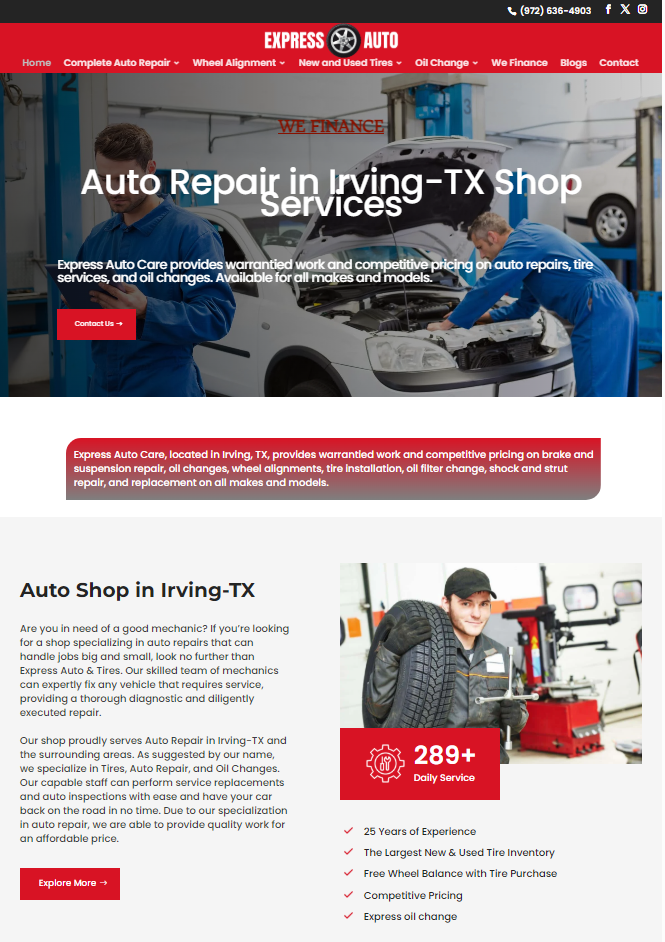 (972) 636-4903
EXPRESS AUTO
Home Complete Auto Repair Wheel Alignment New and Used Tires Oil Change We Finance Blogs Contact
WE FINANCE
Auto Repair in Irving-TX Shop
Services
Express Auto Care provides warrantied work and competitive pricing on auto repairs, tire
services, and oil changes. Available for all makes and models.
Contact Us →
Express Auto Care, located in Irving, TX, provides warrantied work and competitive pricing on brake and
suspension repair, oil changes, wheel alignments, tire installation, oil filter change, shock and strut
repair, and replacement on all makes and models.
Auto Shop in Irving-TX
Are you in need of a good mechanic? If you're looking
for a shop specializing in auto repairs that can
handle jobs big and small, look no further than
Express Auto & Tires. Our skilled team of mechanics
can expertly fix any vehicle that requires service,
providing a thorough diagnostic and diligently
executed repair.
Our shop proudly serves Auto Repair in Irving-TX and
the surrounding areas. As suggested by our name,
we specialize in Tires, Auto Repair, and Oil Changes.
Our capable staff can perform service replacements
and auto inspections with ease and have your car
back on the road in no time. Due to our specialization
in auto repair, we are able to provide quality work for
an affordable price.
Explore More →
289+
Daily Service
25 Years of Experience
The Largest New & Used Tire Inventory
Free Wheel Balance with Tire Purchase
Competitive Pricing
Express oil change